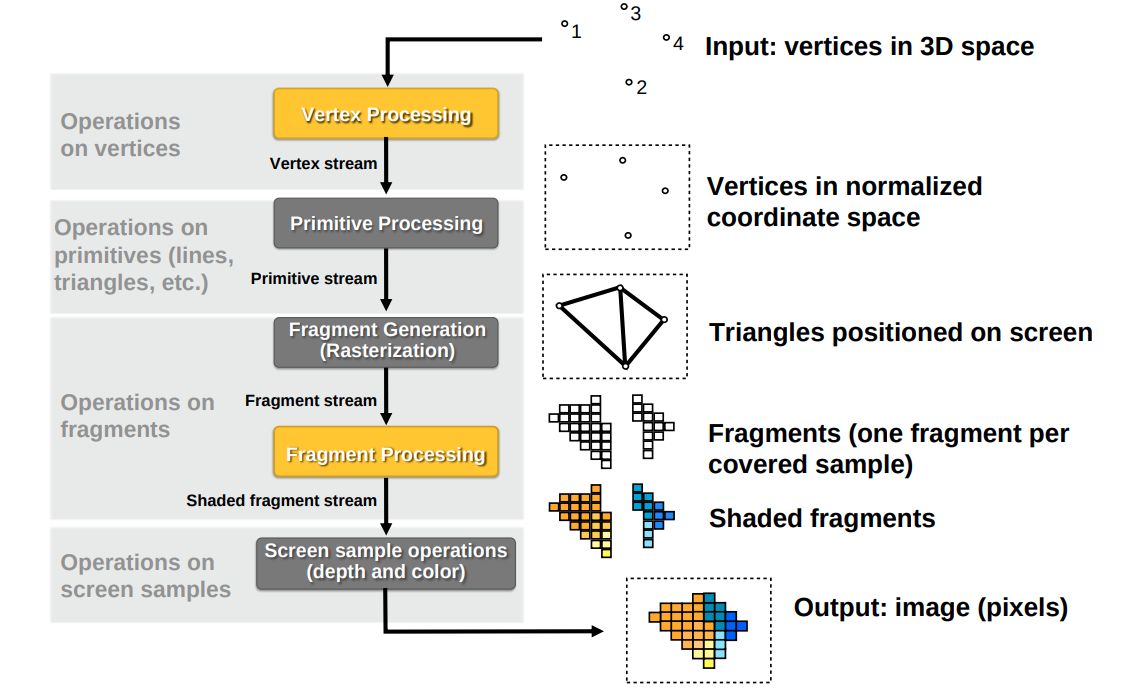 1
3
4
2
Input: vertices in 3D space
Operations
on vertices
Vertex Processing
Vertex stream
Vertices in normalized
coordinate space
Operations on
primitives (lines,
triangles, etc.)
Primitive Processing
Primitive stream
Triangles positioned on screen
Operations on
fragments
Fragment Generation
(Rasterization)
Fragment stream
Fragments (one fragment per
covered sample)
Fragment Processing
Shaded fragment stream
Shaded fragments
Operations on
screen samples
Screen sample operations
(depth and color)
Output: image (pixels)